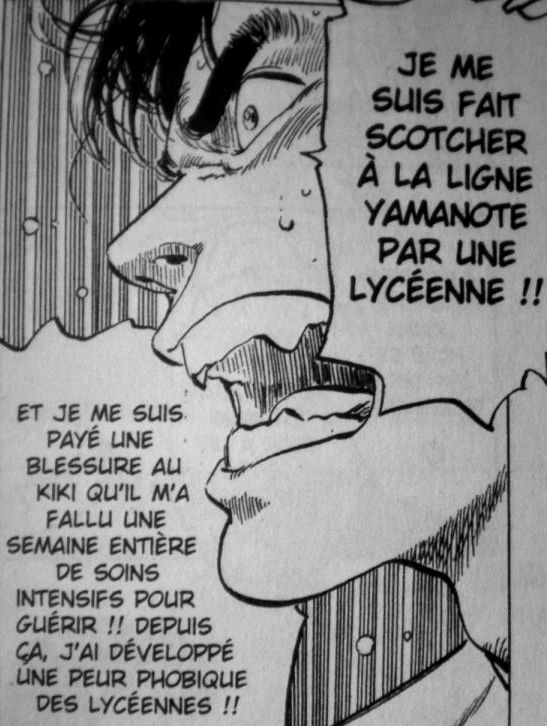 JE ME
SUIS FAIT
SCOTCHER
À LA LIGNE
YAMANOTE
PAR UNE
LYCÉENNE !!
ET JE ME SUIS
PAYÉ UNE
BLESSURE AU
KIKI QU'IL M'A
FALLU UNE
SEMAINE ENTIÈRE
DE SOINS
INTENSIFS POUR
GUÉRIR !! DEPUIS
ÇA, J'AI DÉVELOPPÉ
UNE PEUR PHOBIQUE
DES LYCÉENNES !!